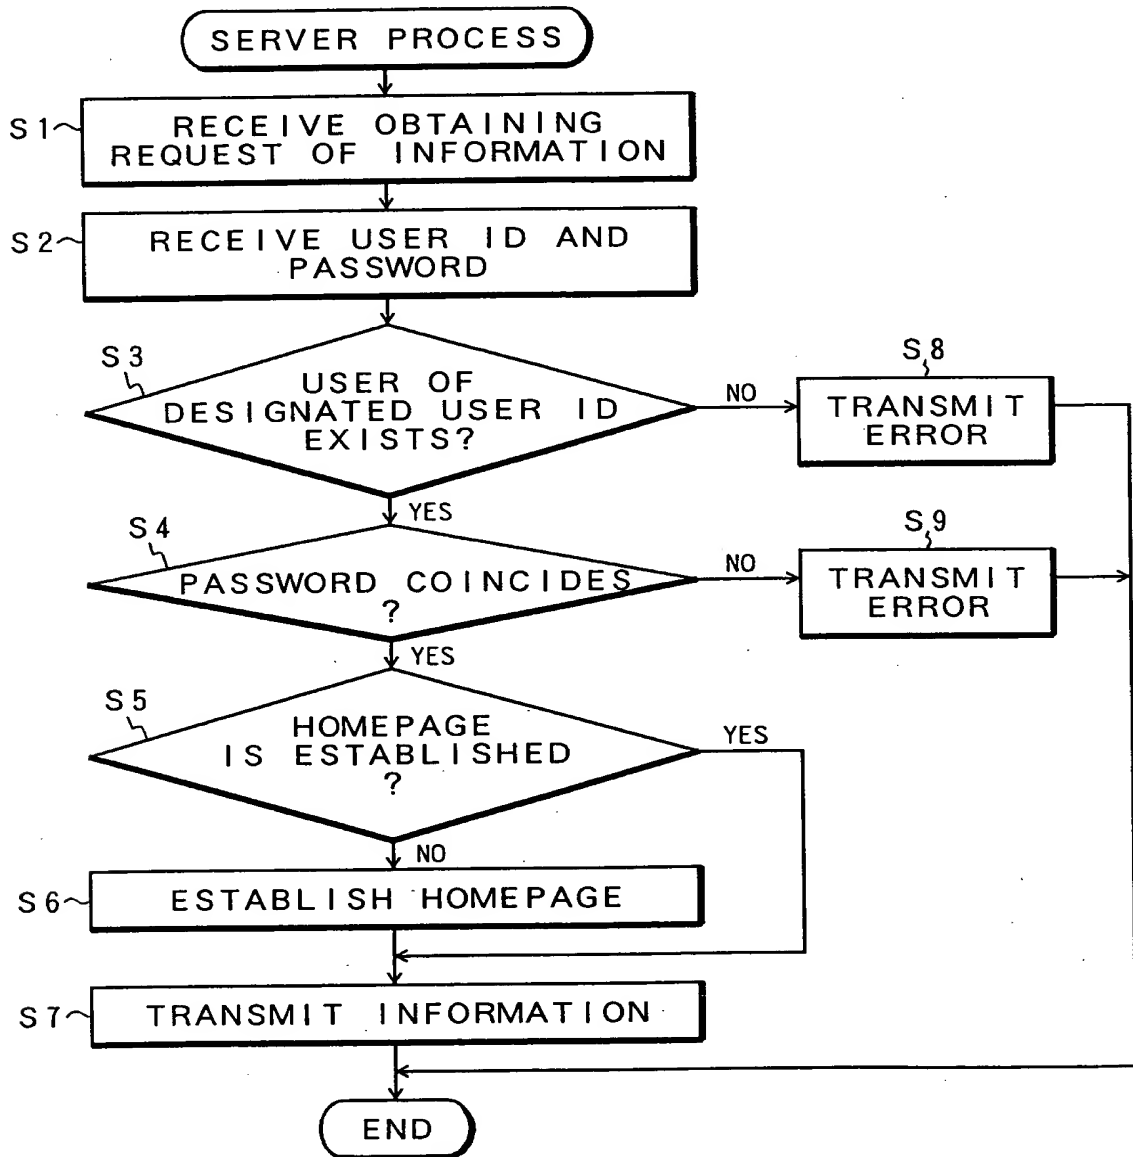 SERVER PROCESS
S1
RECEIVE OBTAINING
REQUEST OF INFORMATION
S2
RECEIVE USER ID AND
PASSWORD
S3
USER OF
DESIGNATED USER ID
EXISTS?
NO
S8
TRANSMIT
ERROR
YES
S4
PASSWORD COINCIDES
?
NO
S9
TRANSMIT
ERROR
YES
S5
HOMEPAGE
IS ESTABLISHED
?
YES
NO
S6
ESTABLISH HOMEPAGE
S7
TRANSMIT INFORMATION
END